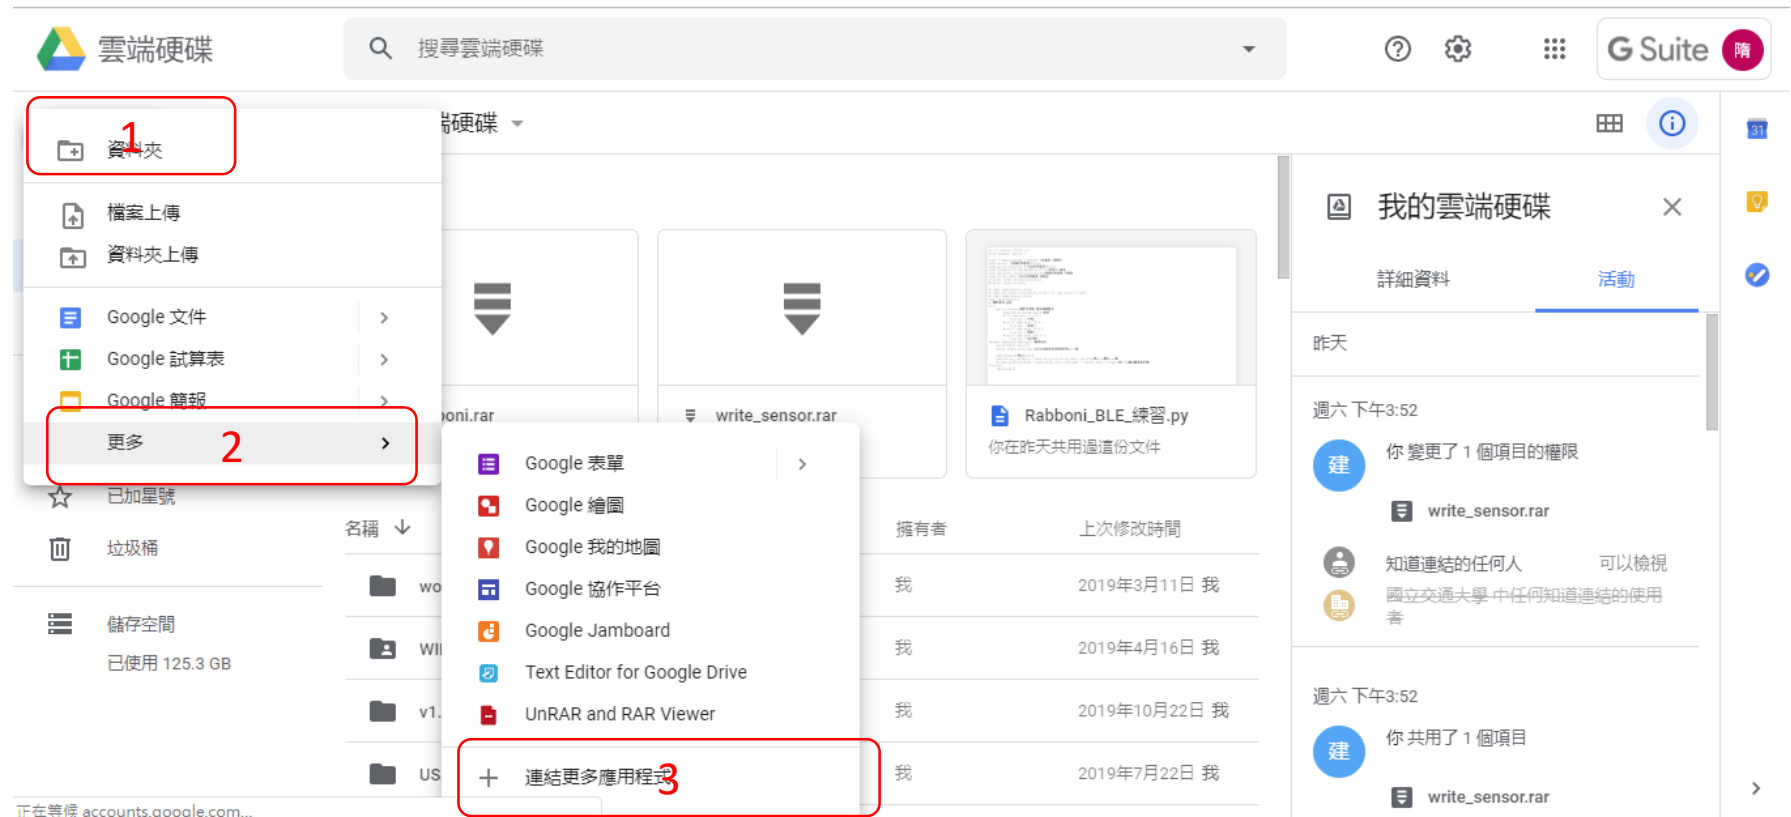 雲端硬碟
搜尋雲端硬碟
G Suite
隋
1
資料夾
檔案上傳
資料夾上傳
Google 文件
Google 試算表
Google 簡報
更多
2
已加星號
垃圾桶
儲存空間
已使用 125.3 GB
正在等候 accounts.google.com...
端硬碟
boni.rar
write_sensor.rar
Rabboni_BLE_練習.py
你在昨天共用過這份文件
名稱
擁有者
上次修改時間
wo
我
2019年3月11日 我
WI
我
2019年4月16日 我
v1.
我
2019年10月22日 我
US
我
2019年7月22日 我
Google 表單
Google 繪圖
Google 我的地圖
Google 協作平台
Google Jamboard
Text Editor for Google Drive
UnRAR and RAR Viewer
連結更多應用程式
3
我的雲端硬碟
詳細資料
活動
昨天
週六 下午3:52
建
你 變更了 1 個項目的權限
write_sensor.rar
知道連結的任何人
可以檢視
國立交通大學 中任何知道連結的使用
者
週六 下午3:52
建
你 共用了 1 個項目
write_sensor.rar
31